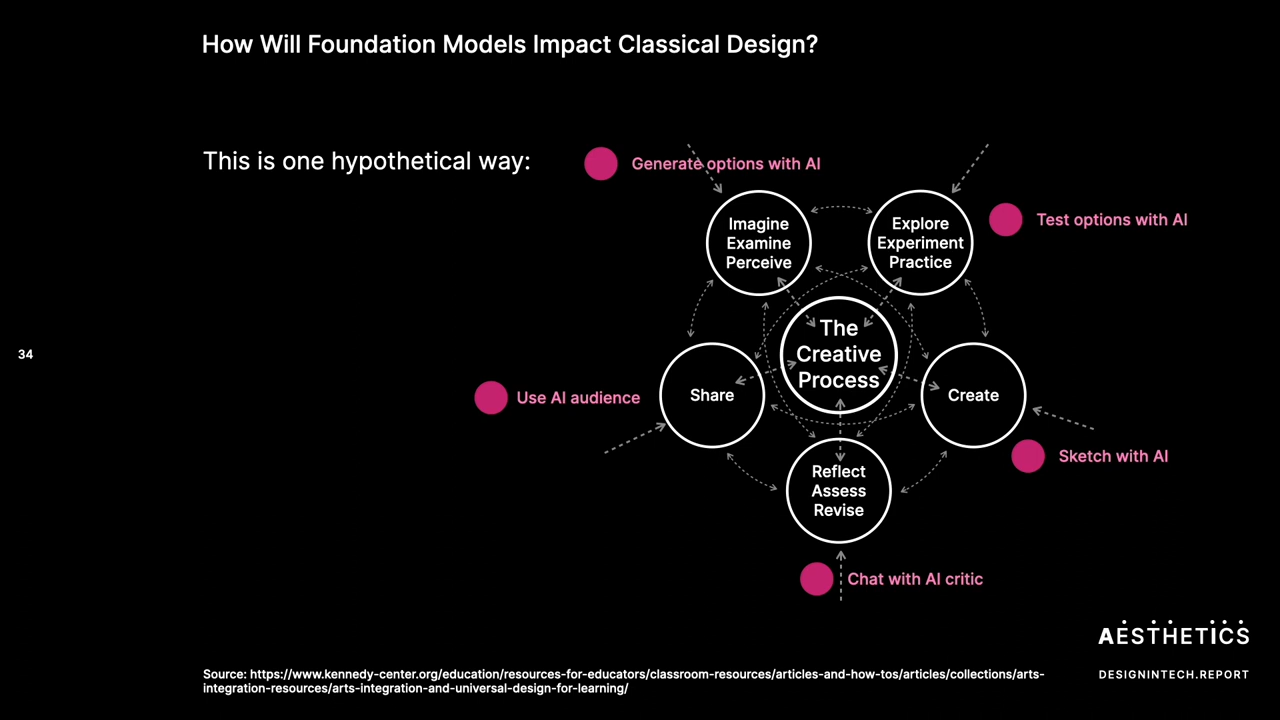 How Will Foundation Models Impact Classical Design?
This is one hypothetical way:
Generate options with AI
Imagine
Examine
Perceive
Explore
Experiment
Practice
Test options with AI
The
Creative
Process
34
Use AI audience
Share
Create
Sketch with AI
Reflect
Assess
Revise
Chat with AI critic
AESTHETICS
DESIGNINTECH.REPORT
Source: https://www.kennedy-center.org/education/resources-for-educators/classroom-resources/articles-and-how-tos/articles/collections/arts-
integration-resources/arts-integration-and-universal-design-for-learning/